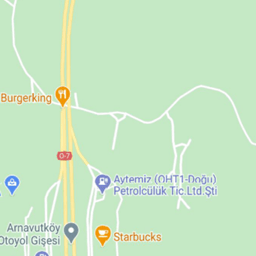 Burgerking
O-7
Aytemiz (OHT1-Doğu)
Petrolcülük Tic.Ltd.Şti
Arnavutköy
Otoyol Gişesi
Starbucks